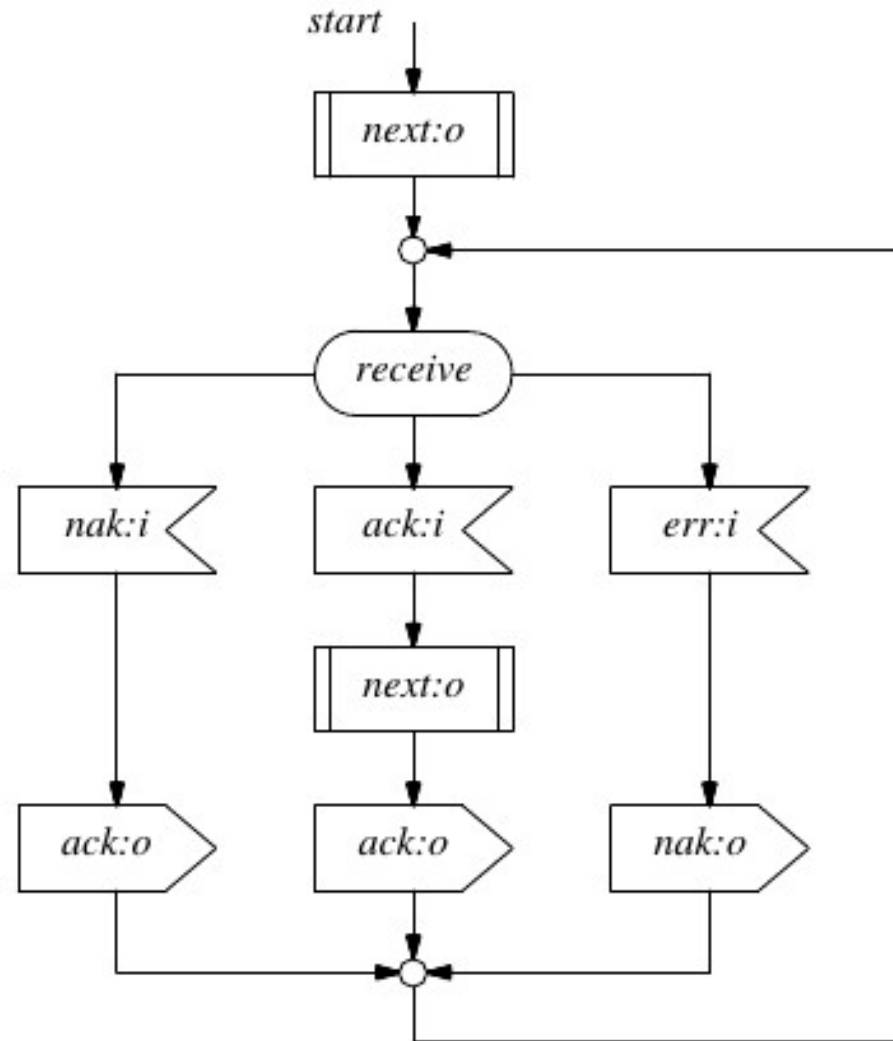 start
next:o
receive
nak:i
ack:i
err:i
next:o
ack:o
ack:o
nak:o